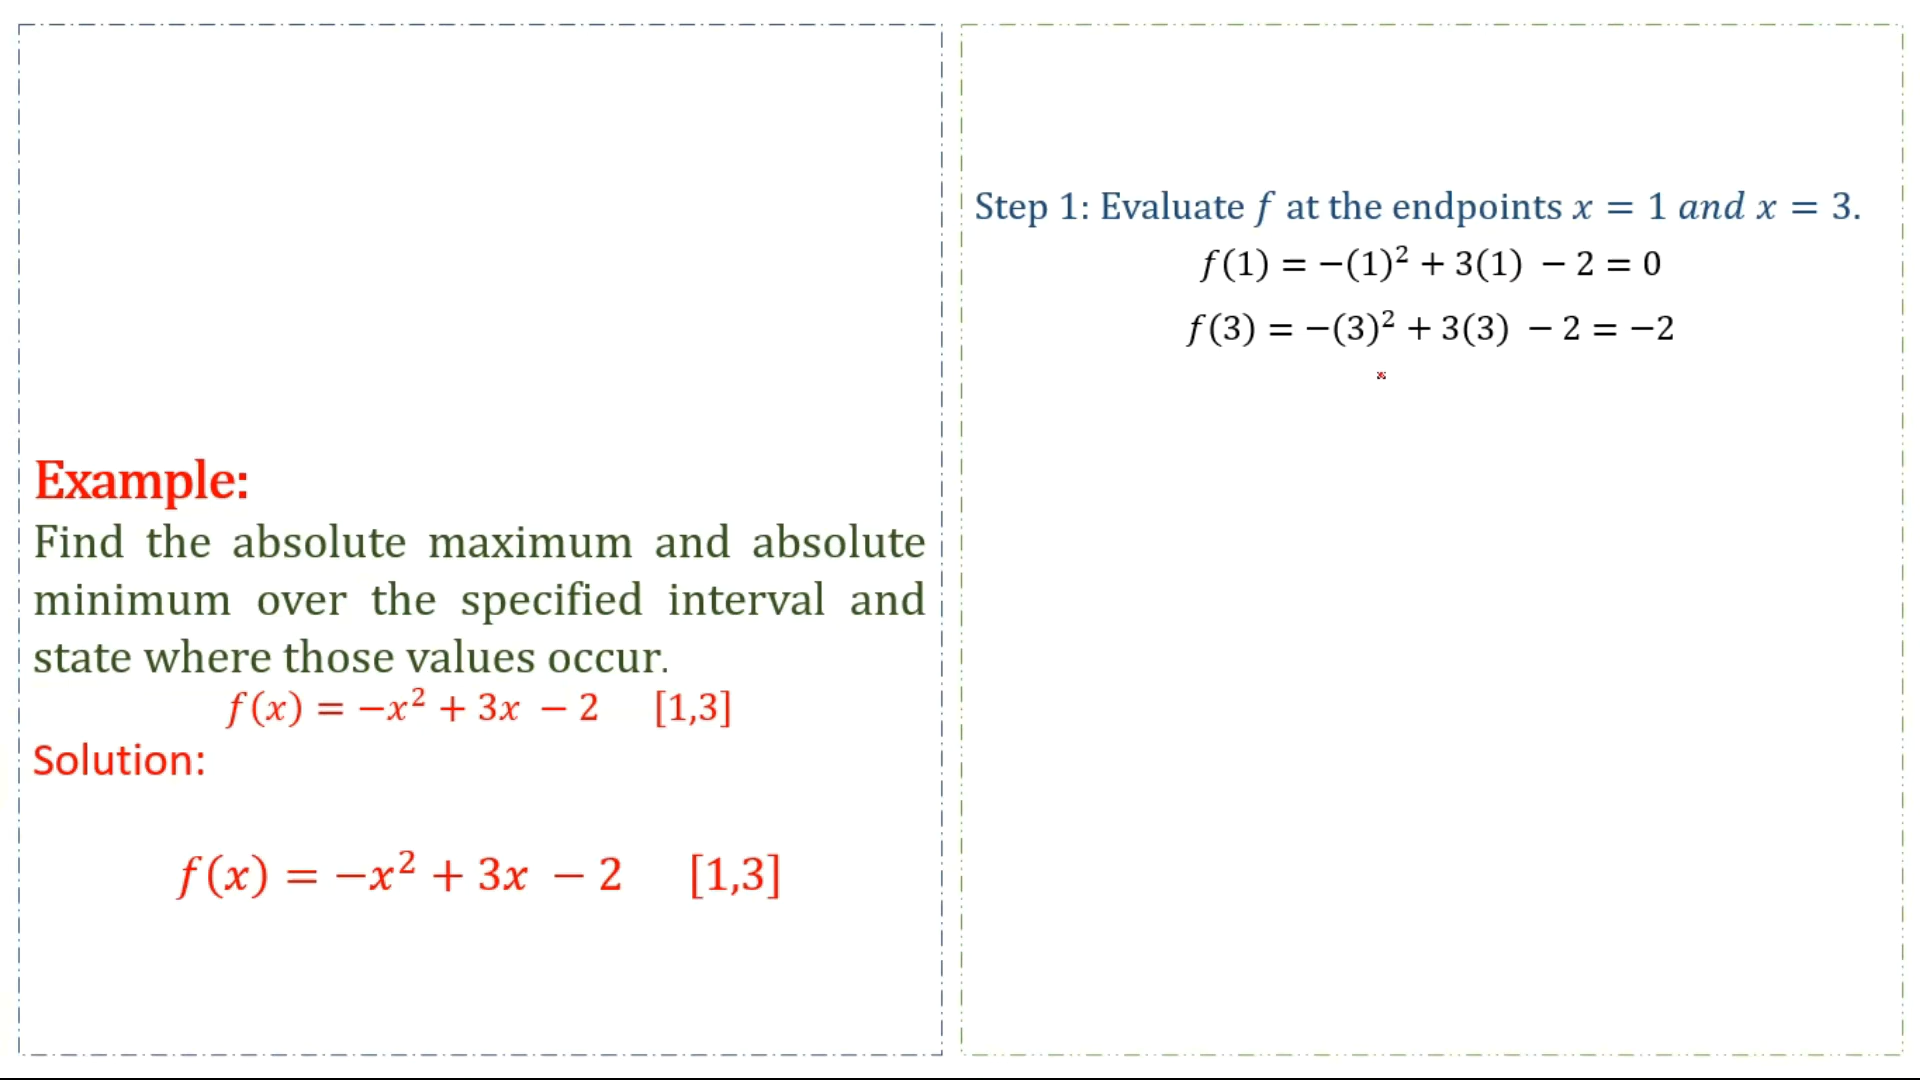 Example:
Find the absolute maximum and absolute
minimum over the specified interval and
state where those values occur.
f(x) = −x² + 3x − 2 [1,3]
Solution:
f(x) = −x² + 3x − 2 [1,3]
Step 1: Evaluate f at the endpoints x = 1 and x = 3.
f(1) = −(1)² + 3(1) − 2 = 0
f(3) = −(3)² + 3(3) − 2 = −2